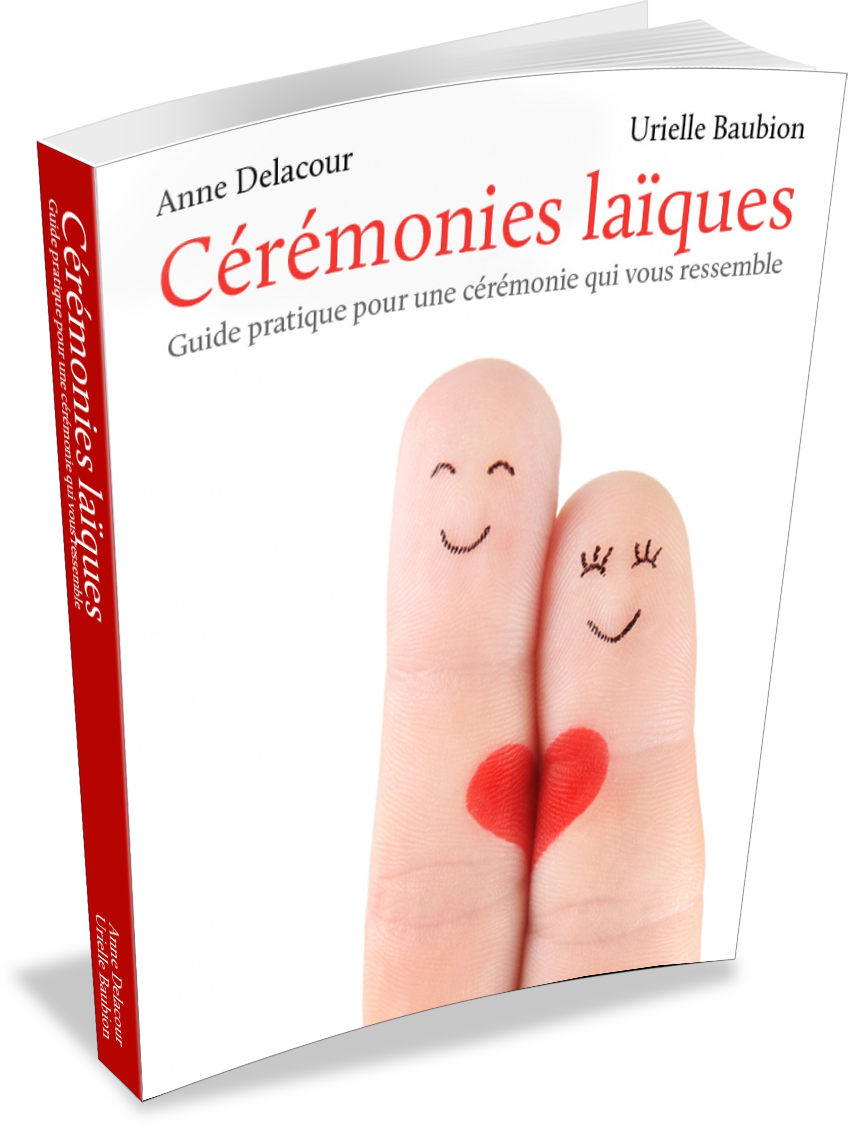 Anne Delacour
Urielle Baubion
Cérémonies laïques
Guide pratique pour une cérémonie qui vous ressemble
Cérémonies laïques
Guide pratique pour une cérémonie qui vous ressemble
Anne Delacour
Urielle Baubion